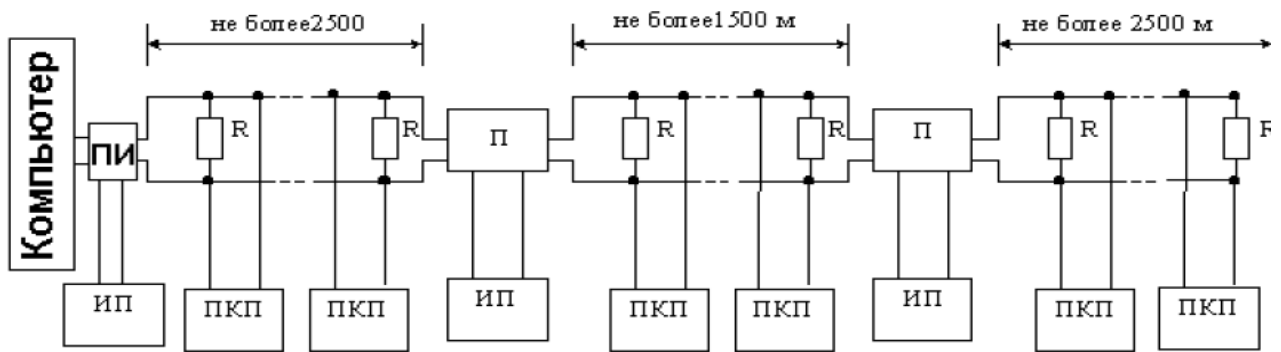 не более2500
не более1500 м
не более 2500 м
Компьютер
ПИ
R
R
П
R
R
П
R
R
ИП
ПКП
ПКП
ИП
ПКП
ПКП
ИП
ПКП
ПКП